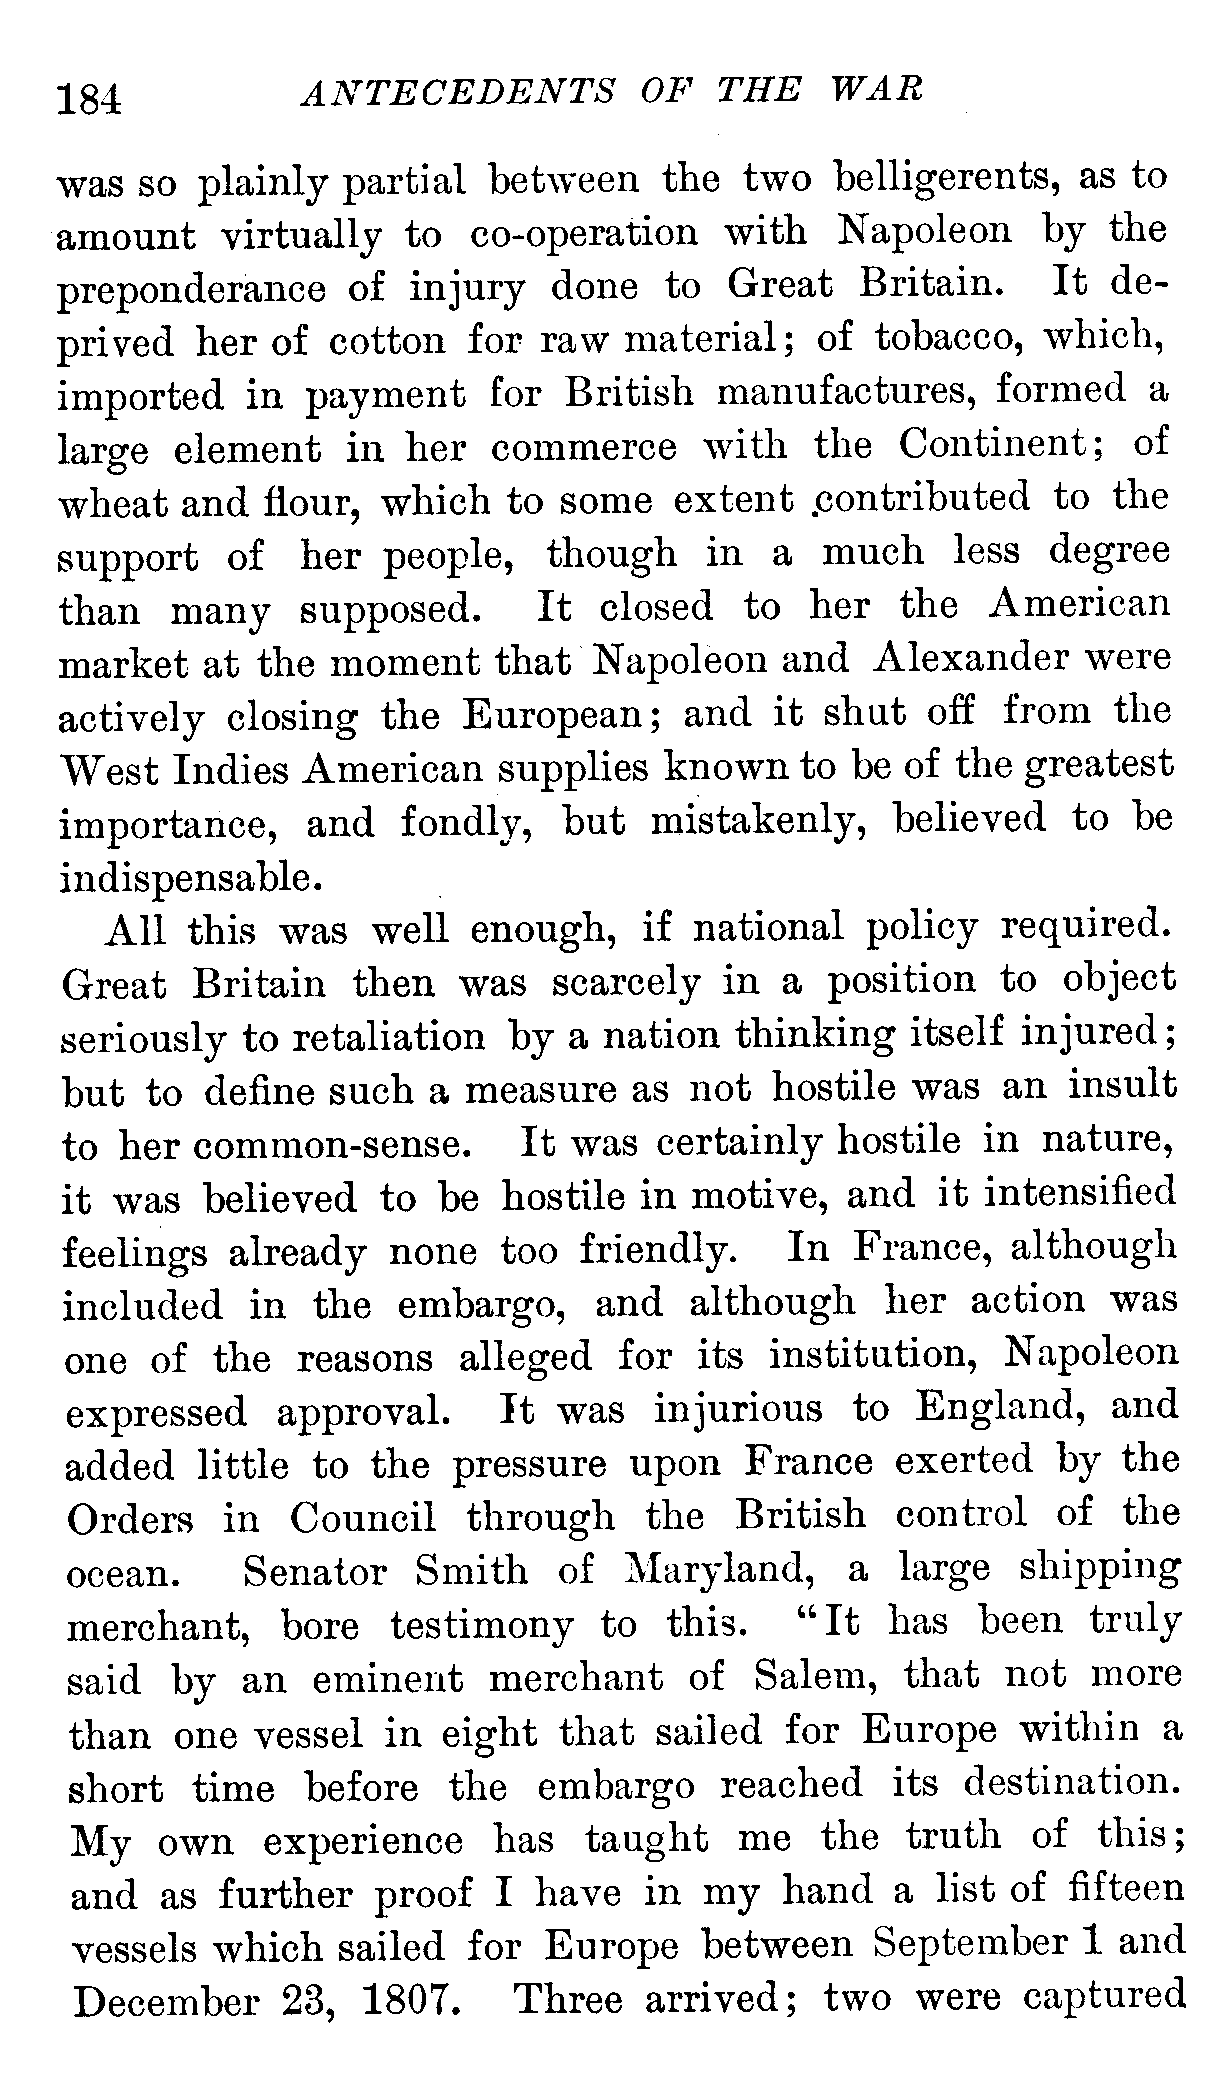 184 ANTECEDENTS OF THE WAR
was so plainly partial between the two belligerents, as to
amount virtually to co-operation with Napoleon by the
preponderance of injury done to Great Britain. It de-
prived her of cotton for raw material; of tobacco, which,
imported in payment for British manufactures, formed a
large element in her commerce with the Continent; of
wheat and flour, which to some extent contributed to the
support of her people, though in a much less degree
than many supposed. It closed to her the American
market at the moment that Napoleon and Alexander were
actively closing the European; and it shut off from the
West Indies American supplies known to be of the greatest
importance, and fondly, but mistakenly, believed to be
indispensable.
All this was well enough, if national policy required.
Great Britain then was scarcely in a position to object
seriously to retaliation by a nation thinking itself injured;
but to define such a measure as not hostile was an insult
to her common-sense. It was certainly hostile in nature,
it was believed to be hostile in motive, and it intensified
feelings already none too friendly. In France, although
included in the embargo, and although her action was
one of the reasons alleged for its institution, Napoleon
expressed approval. It was injurious to England, and
added little to the pressure upon France exerted by the
Orders in Council through the British control of the
ocean. Senator Smith of Maryland, a large shipping
merchant, bore testimony to this. "It has been truly
said by an eminent merchant of Salem, that not more
than one vessel in eight that sailed for Europe within a
short time before the embargo reached its destination.
My own experience has taught me the truth of this;
and as further proof I have in my hand a list of fifteen
vessels which sailed for Europe between September 1 and
December 23, 1807. Three arrived; two were captured